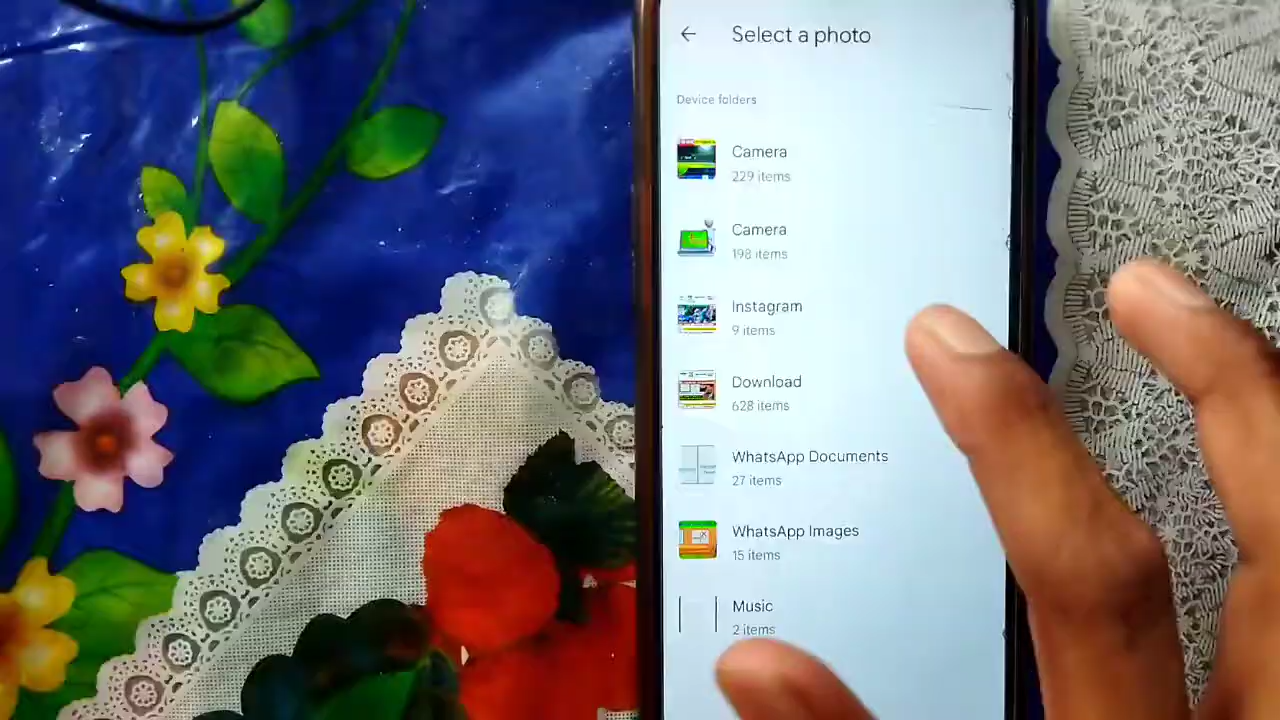 Select a photo
Device folders
Camera
229 items
Camera
198 items
Instagram
9 items
Download
628 items
WhatsApp Documents
27 items
WhatsApp Images
15 items
Music
2 items